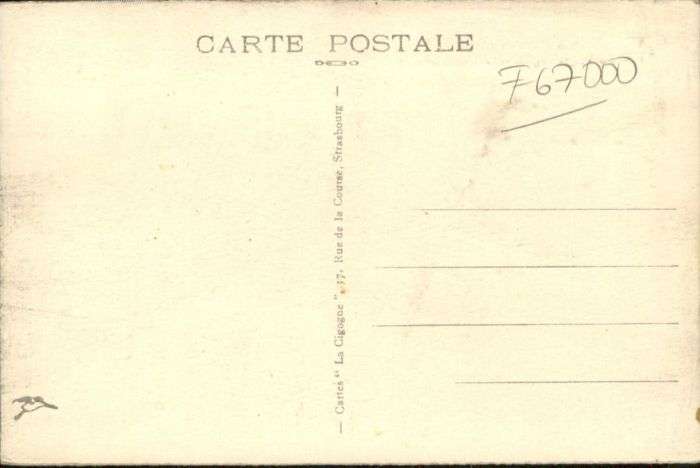 CARTE POSTALE
F67000
— Cartes " La Cigogne ", 37, Rue de la Course, Strasbourg —